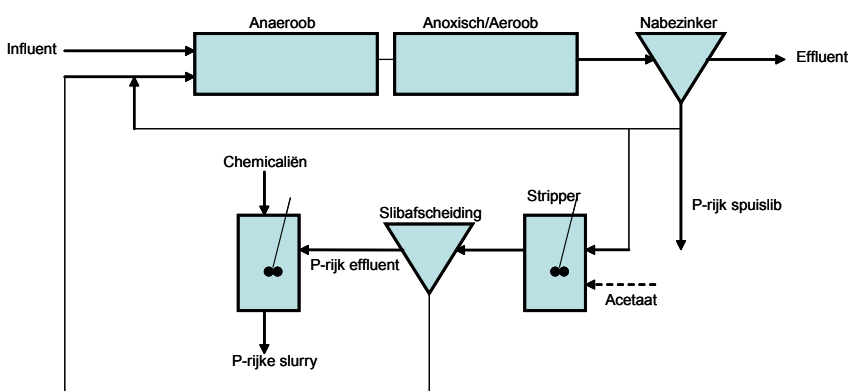 Anaeroob
Anoxisch/Aeroob
Nabezinker
Influent
Effluent
Chemicaliën
Stripper
Slibafscheiding
P-rijk spuislib
P-rijk effluent
Acetaat
P-rijke slurry